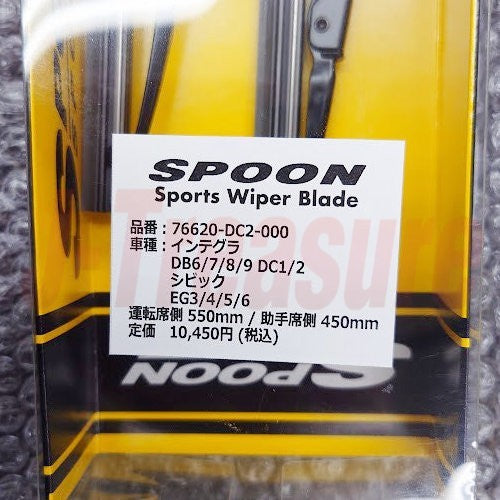 SPOON
Sports Wiper Blade
品番：76620-DC2-000
車種：インテグラ
DB6/7/8/9 DC1/2
シビック
EG3/4/5/6
運転席側 550mm / 助手席側 450mm
定価　10,450円 (税込)
SPOON